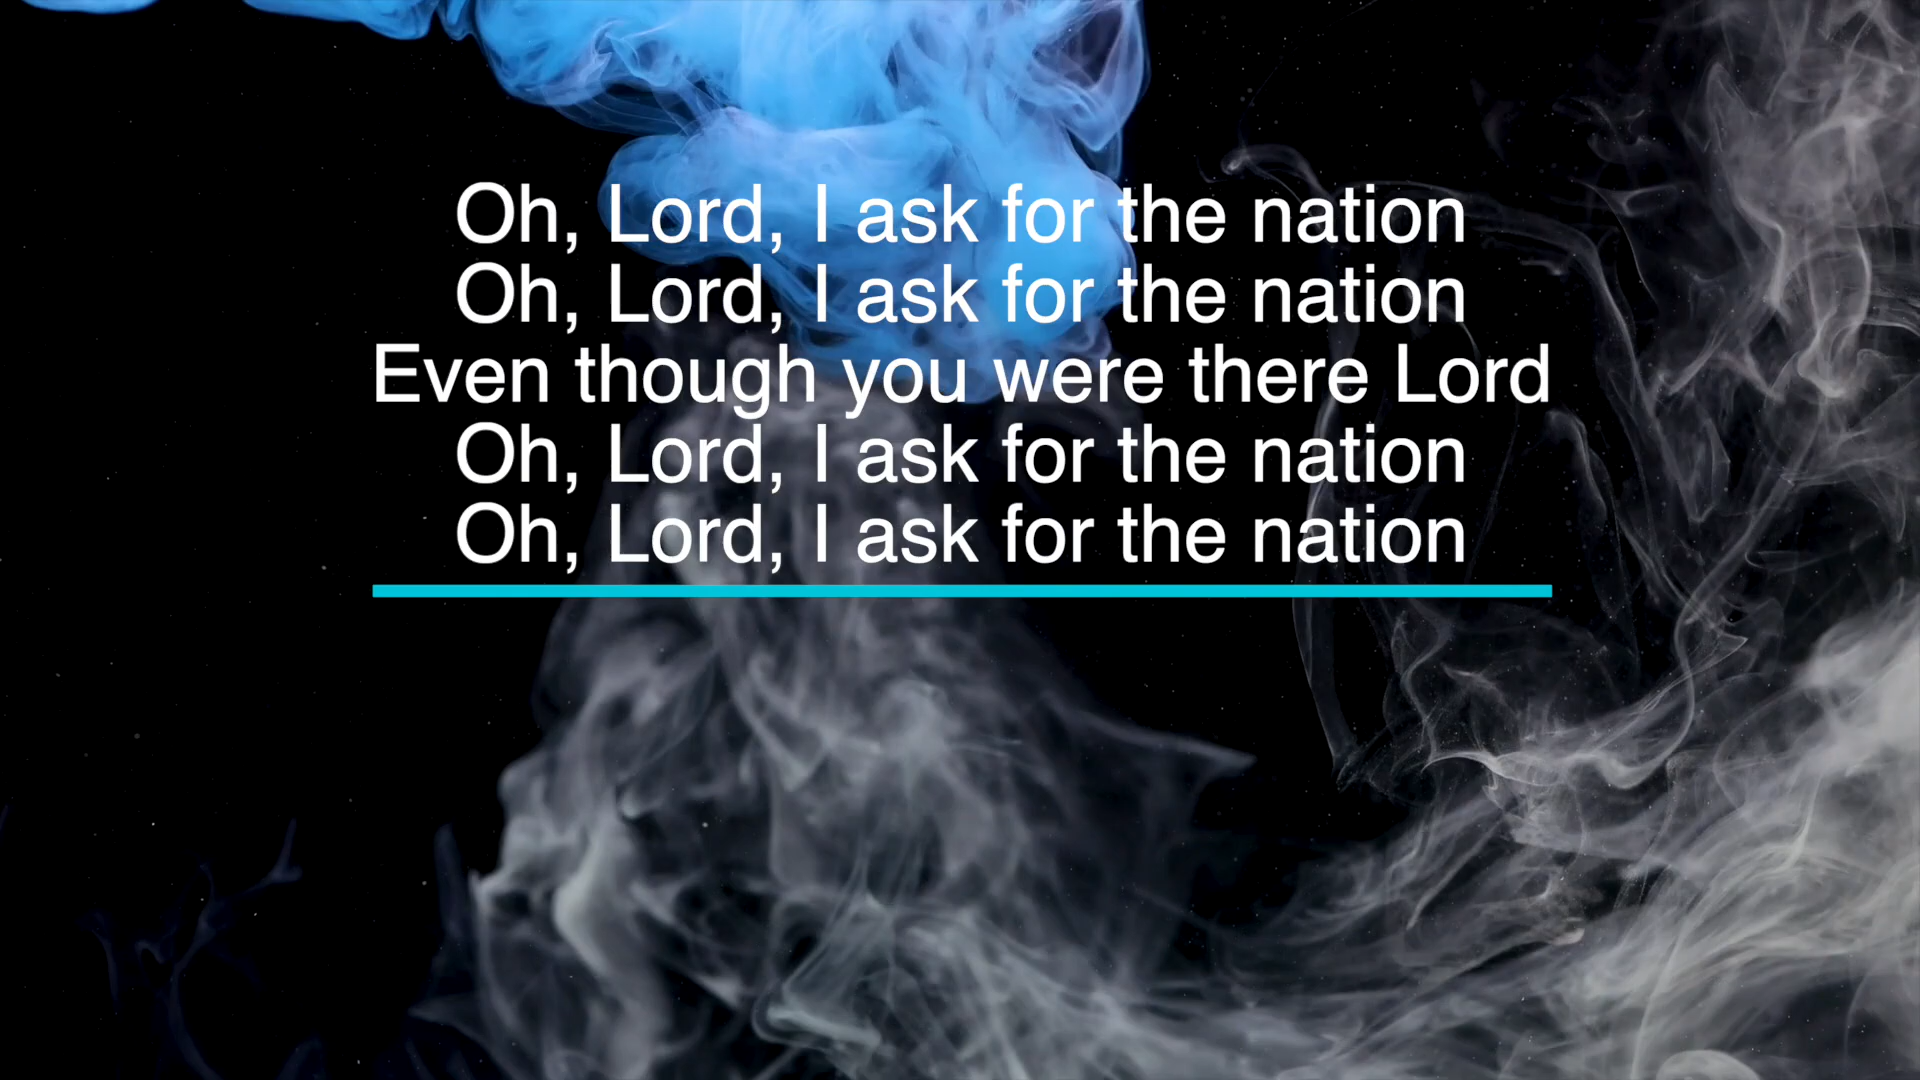 Oh, Lord, I ask for the nation
Oh, Lord, I ask for the nation
Even though you were there Lord
Oh, Lord, I ask for the nation
Oh, Lord, I ask for the nation